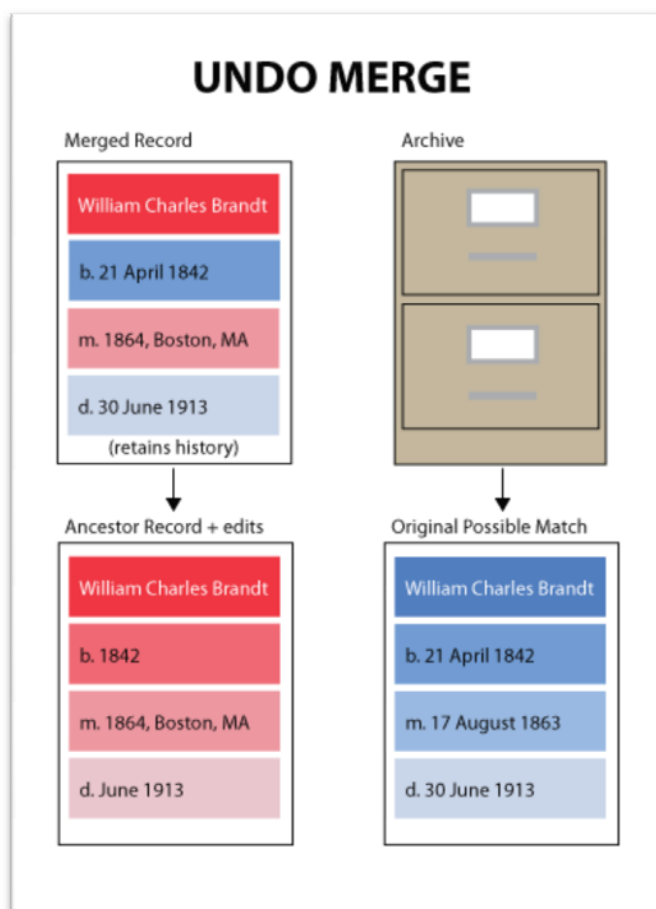 UNDO MERGE
Merged Record
William Charles Brandt
b. 21 April 1842
m. 1864, Boston, MA
d. 30 June 1913
(retains history)
Archive
Ancestor Record + edits
William Charles Brandt
b. 1842
m. 1864, Boston, MA
d. June 1913
Original Possible Match
William Charles Brandt
b. 21 April 1842
m. 17 August 1863
d. 30 June 1913